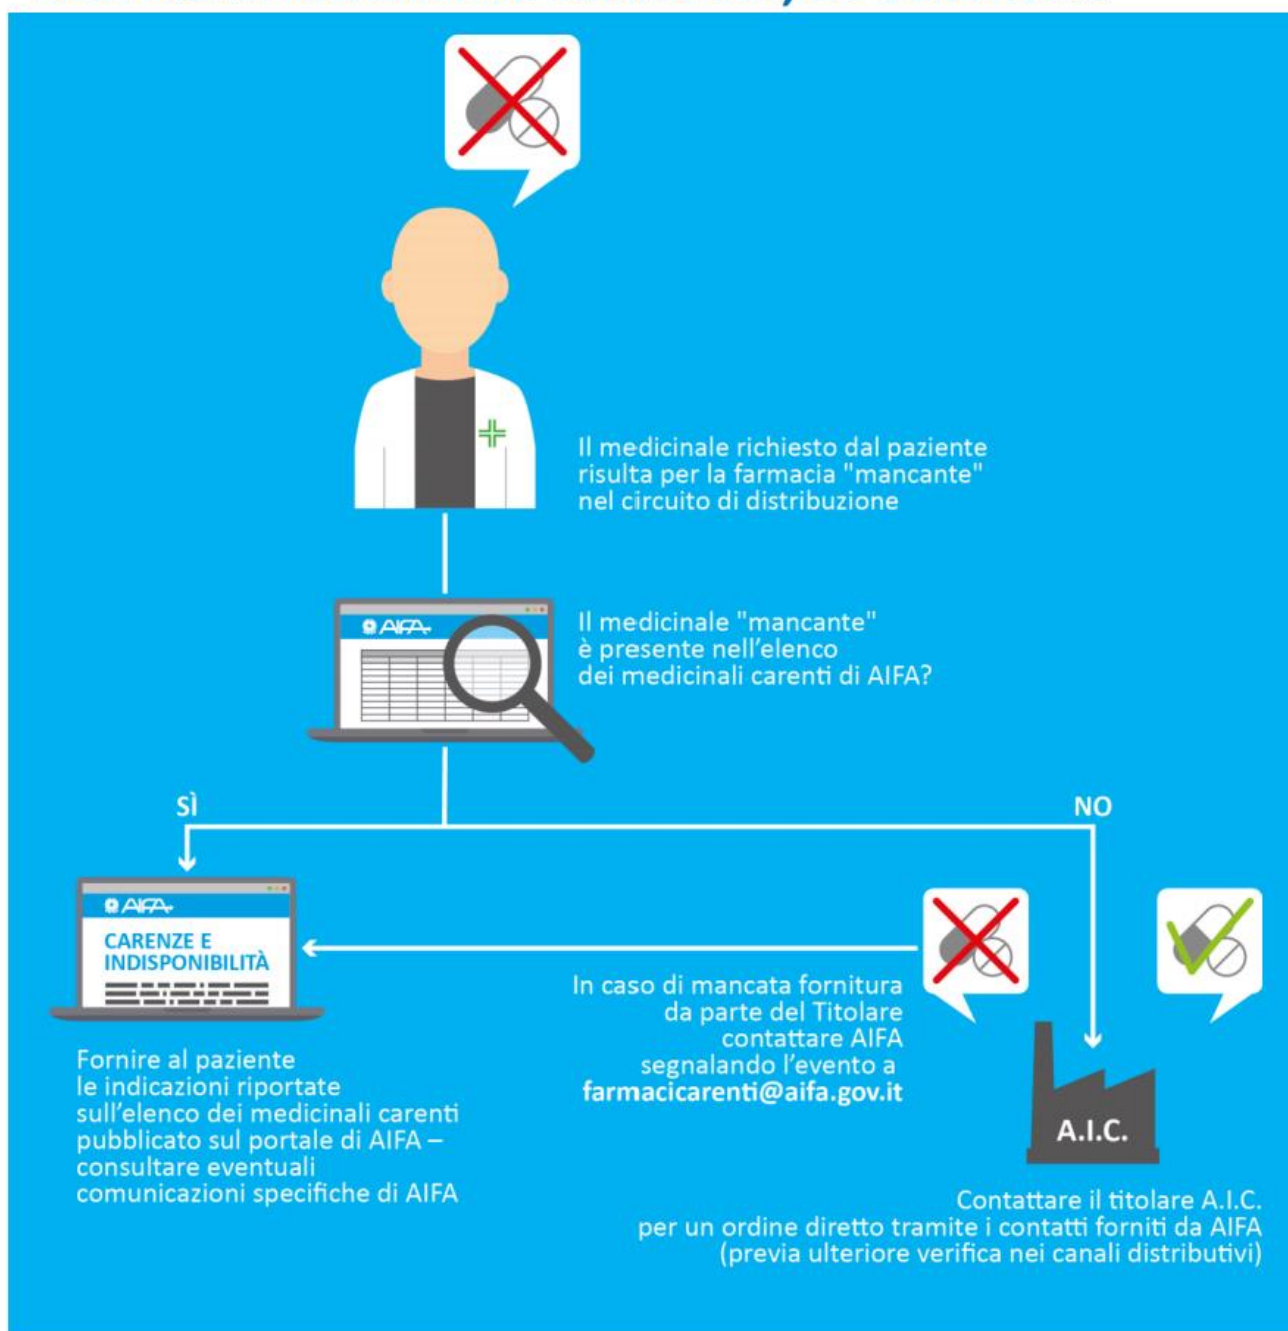 Il medicinale richiesto dal paziente
risulta per la farmacia "mancante"
nel circuito di distribuzione
AIFA
Il medicinale "mancante"
è presente nell'elenco
dei medicinali carenti di AIFA?
SÌ
NO
AIFA
CARENZE E
INDISPONIBILITÀ
Fornire al paziente
le indicazioni riportate
sull'elenco dei medicinali carenti
pubblicato sul portale di AIFA –
consultare eventuali
comunicazioni specifiche di AIFA
In caso di mancata fornitura
da parte del Titolare
contattare AIFA
segnalando l'evento a
farmacicarenti@aifa.gov.it
A.I.C.
Contattare il titolare A.I.C.
per un ordine diretto tramite i contatti forniti da AIFA
(previa ulteriore verifica nei canali distributivi)